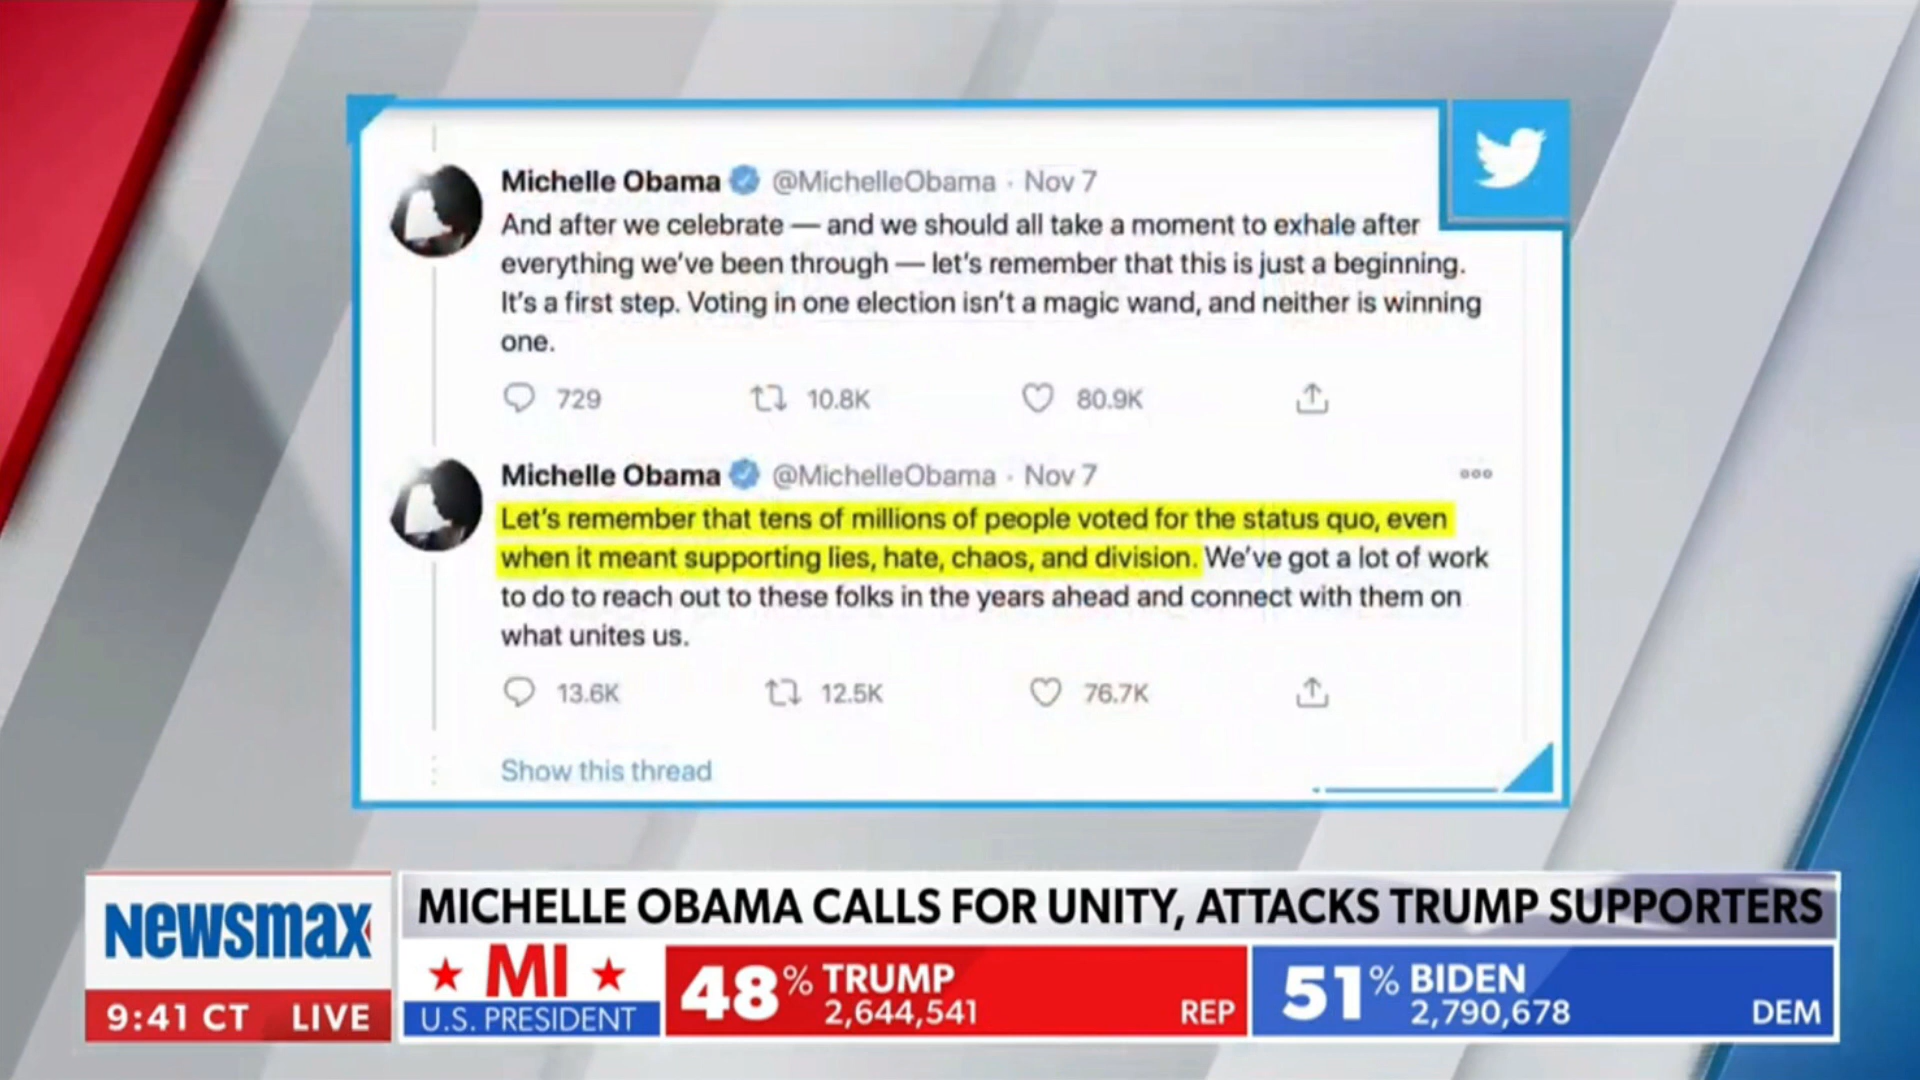 Michelle Obama @MichelleObama · Nov 7
And after we celebrate — and we should all take a moment to exhale after
everything we've been through — let's remember that this is just a beginning.
It's a first step. Voting in one election isn't a magic wand, and neither is winning
one.
729 10.8K 80.9K
Michelle Obama @MichelleObama · Nov 7
Let's remember that tens of millions of people voted for the status quo, even
when it meant supporting lies, hate, chaos, and division. We've got a lot of work
to do to reach out to these folks in the years ahead and connect with them on
what unites us.
13.6K 12.5K 76.7K
Show this thread
NEWSMAX
9:41 CT LIVE
MICHELLE OBAMA CALLS FOR UNITY, ATTACKS TRUMP SUPPORTERS
MI
U.S. PRESIDENT
48% TRUMP
2,644,541 REP
51% BIDEN
2,790,678 DEM